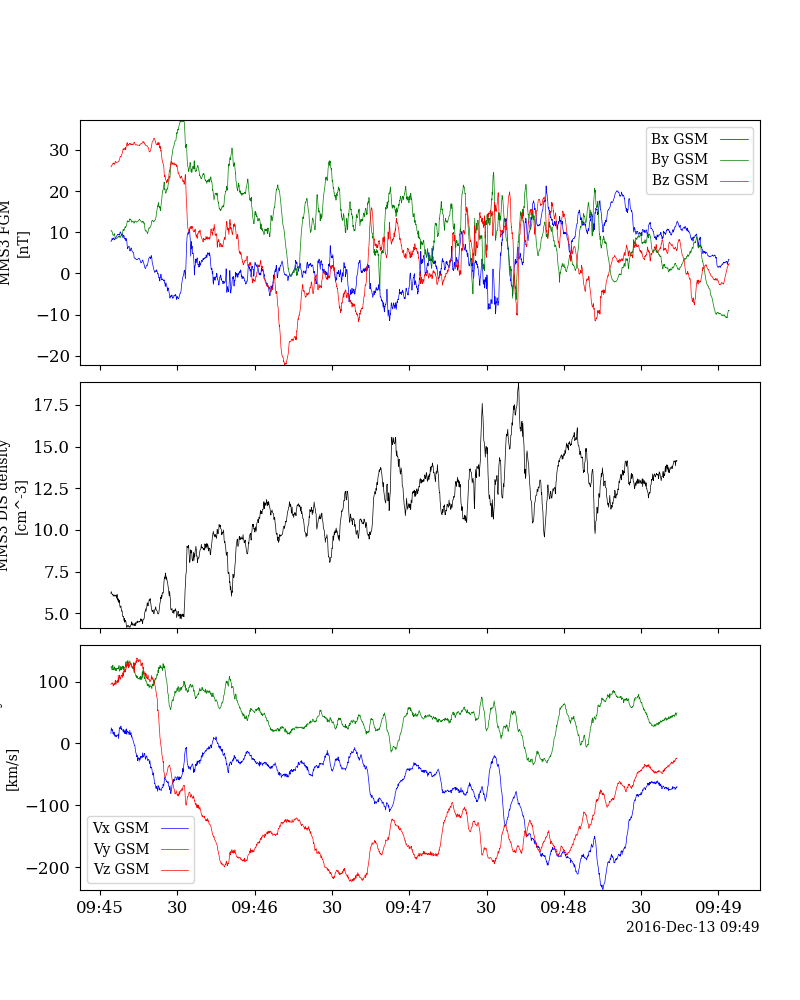 30
20
10
0
−10
−20
MMS3 FGM
[nT]
Bx GSM
By GSM
Bz GSM
17.5
15.0
12.5
10.0
7.5
5.0
MMS3 DIS density
[cm^-3]
100
0
−100
−200
[km/s]
Vx GSM
Vy GSM
Vz GSM
09:45 30 09:46 30 09:47 30 09:48 30 09:49
2016-Dec-13 09:49